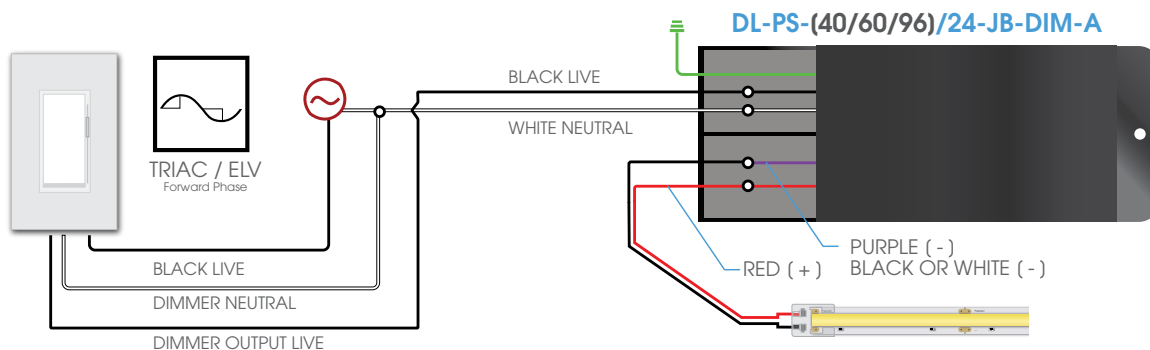 DL-PS-(40/60/96)/24-JB-DIM-A
BLACK LIVE
WHITE NEUTRAL
TRIAC / ELV
Forward Phase
PURPLE ( - )
RED ( + )
BLACK OR WHITE ( - )
BLACK LIVE
DIMMER NEUTRAL
DIMMER OUTPUT LIVE